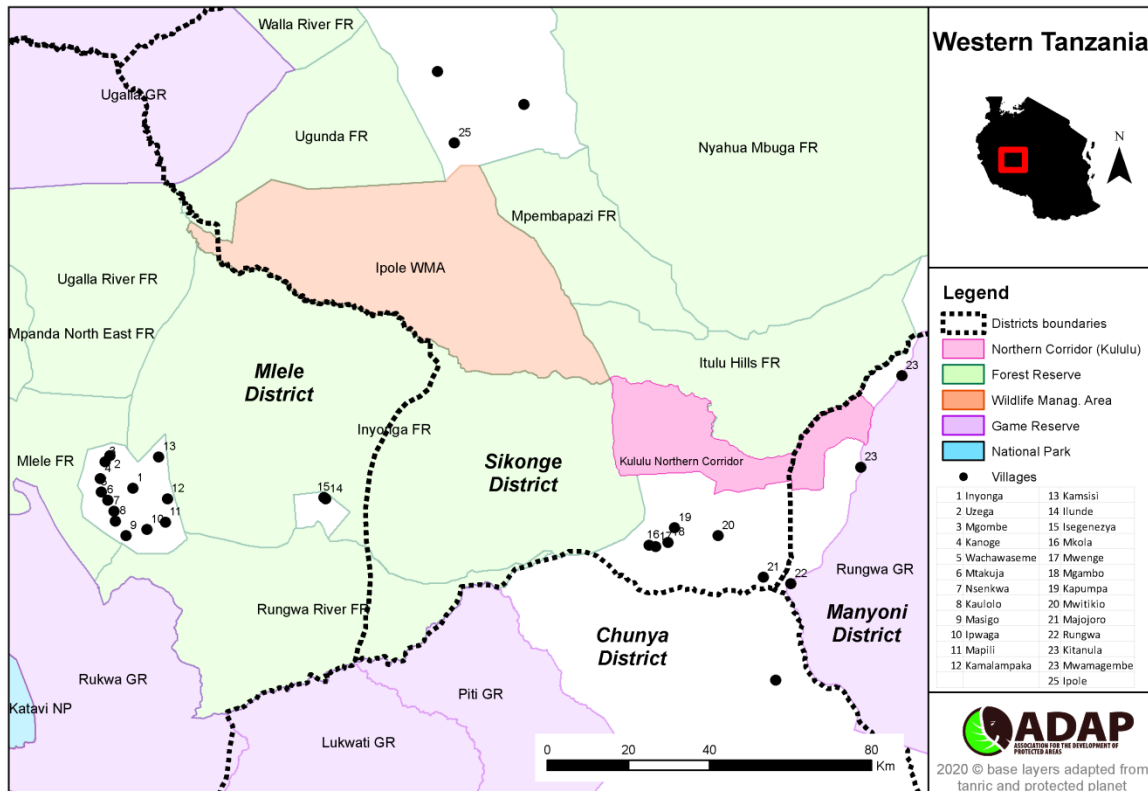 Walla River FR
Ugalla GR
Ugunda FR
25
Nyahua Mbuga FR
Mpembapazi FR
Ipole WMA
Ugalla River FR
Mpanda North East FR
Itulu Hills FR
Mlele
District
23
Inyonga FR
Mlele FR
3
2
4
5
6
7
8
9
1
13
12
11
10
15
14
Sikonge
District
Kululu Northern Corridor
23
19
18
17
16
20
21
22
Rungwa River FR
Rungwa GR
Manyoni
District
Chunya
District
Rukwa GR
Katavi NP
Piti GR
Lukwati GR
0 20 40 80
Km
Western Tanzania
N
Legend
Districts boundaries
Northern Corridor (Kululu)
Forest Reserve
Wildlife Manag. Area
Game Reserve
National Park
Villages
1 Inyonga 13 Kamsisi
2 Uzega 14 Ilunde
3 Mgombe 15 Isegenezya
4 Kanoge 16 Mkola
5 Wachawaseme 17 Mwenge
6 Mtakuja 18 Mgambo
7 Nsenkwa 19 Kapumpa
8 Kaulolo 20 Mwitikio
9 Masigo 21 Majojoro
10 Ipwaga 22 Rungwa
11 Mapili 23 Kitanula
12 Kamalampaka 23 Mwamagembe
25 Ipole
ADAP
ASSOCIATION FOR THE DEVELOPMENT OF
PROTECTED AREAS
2020 © base layers adapted from
tanric and protected planet